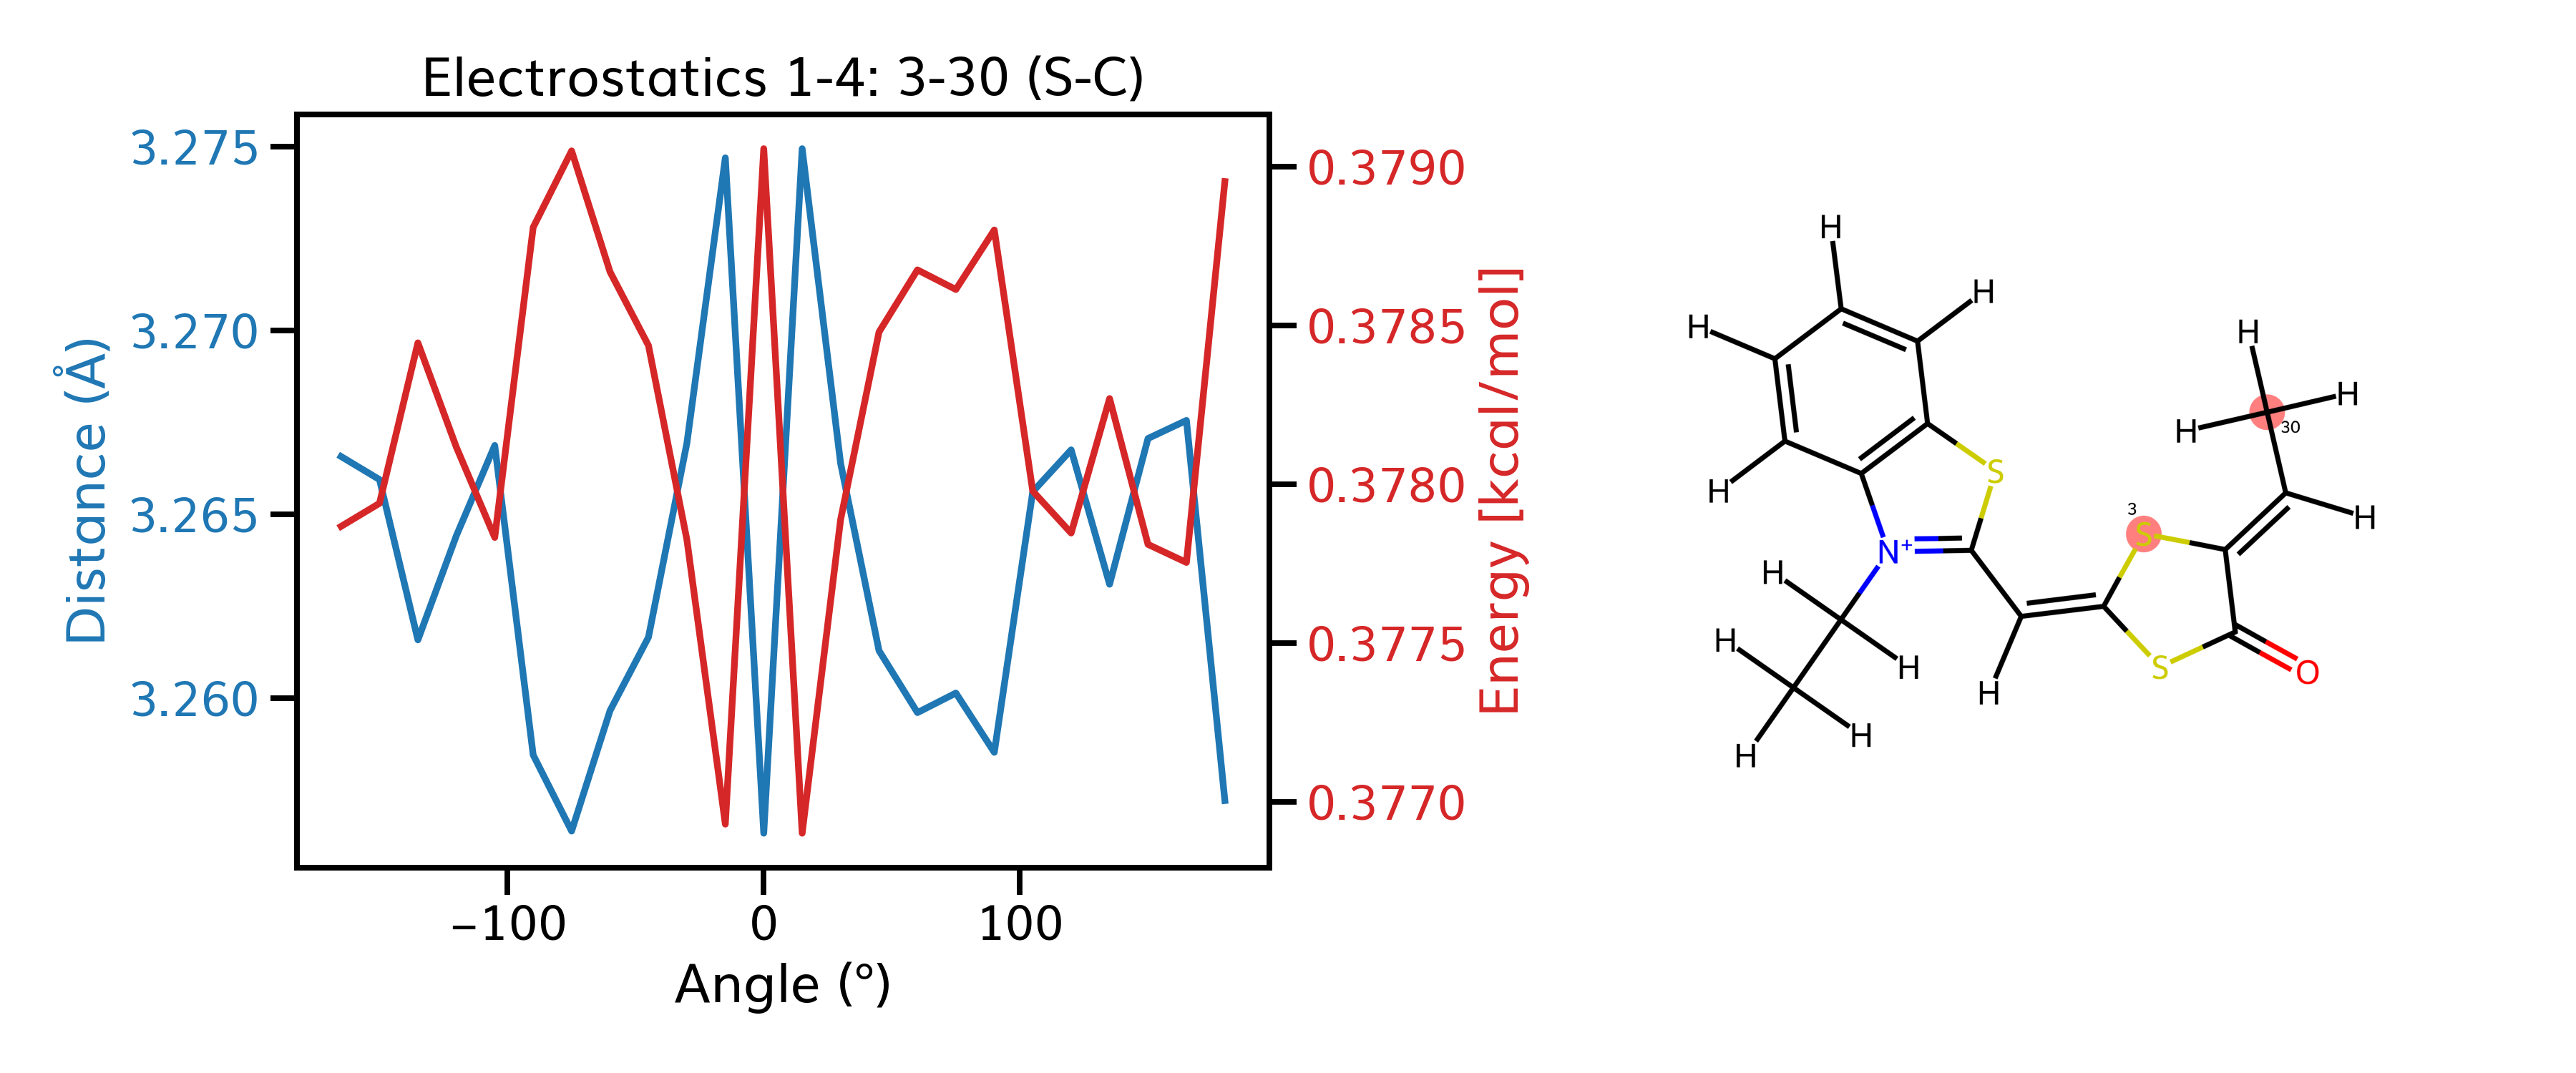 Electrostatics 1-4: 3-30 (S-C)
3.275
3.270
3.265
3.260
Distance (Å)
0.3790
0.3785
0.3780
0.3775
0.3770
Energy [kcal/mol]
−100
0
100
Angle (°)
H
H
H
H
H
H
H
30
S
3
S
H
N⁺
H
H
H
S
O
H
H
H